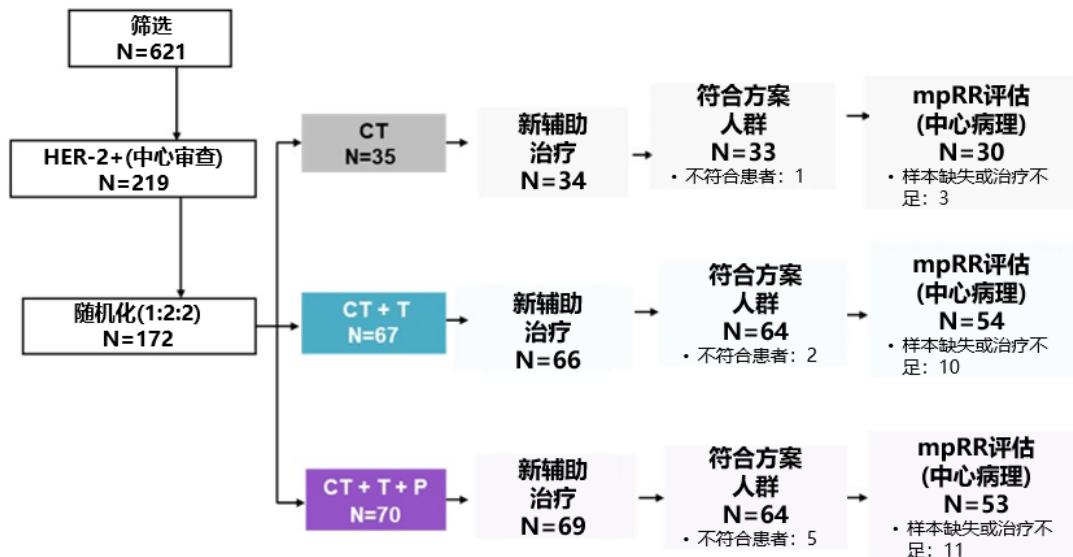 筛选
N=621
HER-2+(中心审查)
N=219
随机化(1:2:2)
N=172
CT
N=35
新辅助
治疗
N=34
符合方案
人群
N=33
• 不符合患者：1
mpRR评估
(中心病理)
N=30
• 样本缺失或治疗不
足：3
CT + T
N=67
新辅助
治疗
N=66
符合方案
人群
N=64
• 不符合患者：2
mpRR评估
(中心病理)
N=54
• 样本缺失或治疗不
足：10
CT + T + P
N=70
新辅助
治疗
N=69
符合方案
人群
N=64
• 不符合患者：5
mpRR评估
(中心病理)
N=53
• 样本缺失或治疗不
足：11